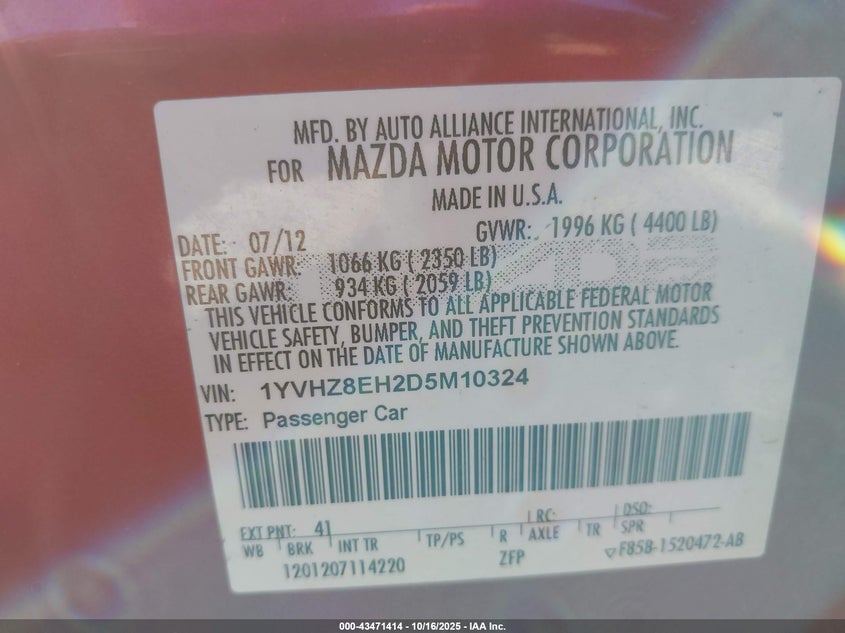 MFD. BY AUTO ALLIANCE INTERNATIONAL, INC.
FOR MAZDA MOTOR CORPORATION
MADE IN U.S.A.
DATE: 07/12 GVWR: 1996 KG ( 4400 LB)
FRONT GAWR: 1066 KG ( 2350 LB)
REAR GAWR: 934 KG ( 2059 LB)
THIS VEHICLE CONFORMS TO ALL APPLICABLE FEDERAL MOTOR
VEHICLE SAFETY, BUMPER, AND THEFT PREVENTION STANDARDS
IN EFFECT ON THE DATE OF MANUFACTURE SHOWN ABOVE.
VIN: 1YVHZ8EH2D5M10324
TYPE: Passenger Car
EXT PNT: 41 RC: DSO:
WB BRK INT TR TP/PS R AXLE TR SPR
1201207114220 ZFP F85B-1520472-AB
000-43471414 - 10/16/2025 - IAA Inc.